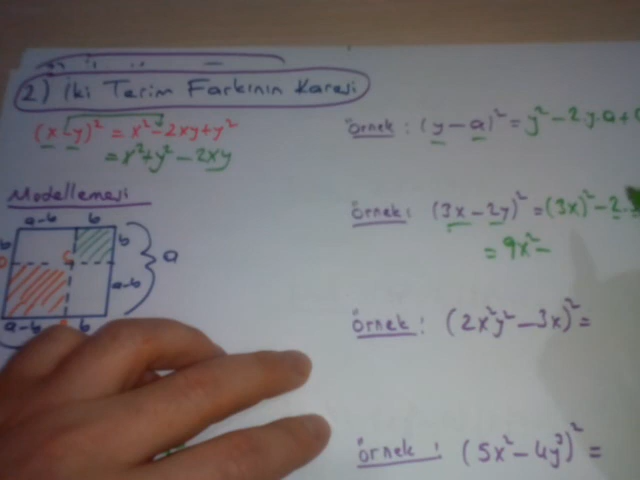 2) İki Terim Farkının Karesi
(x-y)² = x²-2xy+y²
= x²+y²-2xy
Modellemesi
a-b b
b
a
a-b
a-b b
Örnek: (y-a)² = y²-2.y.a+
Örnek: (3x-2y)² = (3x)²-2.
= 9x²-
Örnek: (2x²y²-3x)² =
Örnek: (5x²-4y³)² =